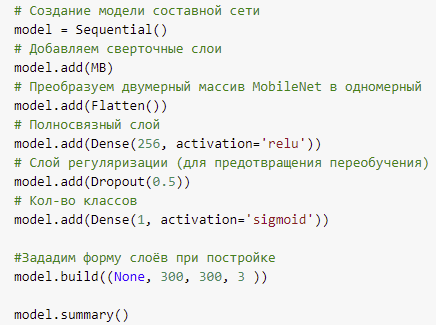 # Создание модели составной сети
model = Sequential()
# Добавляем сверточные слои
model.add(MB)
# Преобразуем двумерный массив MobileNet в одномерный
model.add(Flatten())
# Полносвязный слой
model.add(Dense(256, activation='relu'))
# Слой регуляризации (для предотвращения переобучения)
model.add(Dropout(0.5))
# Кол-во классов
model.add(Dense(1, activation='sigmoid'))
#Зададим форму слоёв при постройке
model.build((None, 300, 300, 3 ))
model.summary()